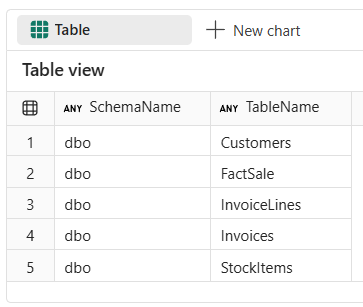 Table + New chart
Table view
ANY SchemaName ANY TableName
1 dbo Customers
2 dbo FactSale
3 dbo InvoiceLines
4 dbo Invoices
5 dbo StockItems